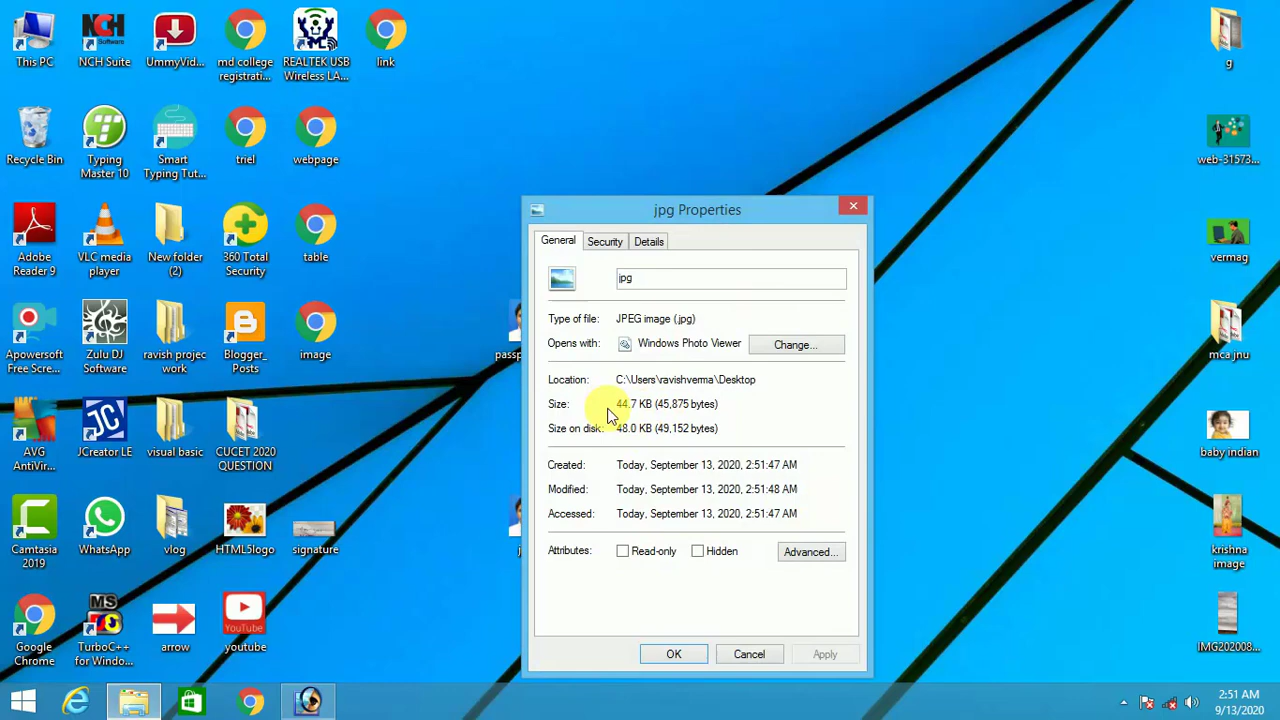 This PC
NCH Suite
UmmyVid...
md college
registrati...
REALTEK USB
Wireless LA...
link
Recycle Bin
Typing
Master 10
Smart
Typing Tut...
triel
webpage
Adobe
Reader 9
VLC media
player
New folder
(2)
360 Total
Security
table
Apowersoft
Free Scre...
Zulu DJ
Software
ravish projec
work
Blogger_
Posts
image
AVG
AntiVir...
JCreator LE
visual basic
CUCET 2020
QUESTION
Camtasia
2019
WhatsApp
vlog
HTML5logo
signature
Google
Chrome
TurboC++
for Windo...
arrow
YouTube
youtube
passp
j
jpg Properties
General
Security
Details
jpg
Type of file:
JPEG image (.jpg)
Opens with:
Windows Photo Viewer
Change...
Location:
C:\Users\ravishverma\Desktop
Size:
44.7 KB (45,875 bytes)
Size on disk:
48.0 KB (49,152 bytes)
Created:
Today, September 13, 2020, 2:51:47 AM
Modified:
Today, September 13, 2020, 2:51:48 AM
Accessed:
Today, September 13, 2020, 2:51:47 AM
Attributes:
Read-only
Hidden
Advanced...
OK
Cancel
Apply
g
web-31573...
vermag
mca jnu
baby indian
krishna
image
IMG202008...
2:51 AM
9/13/2020